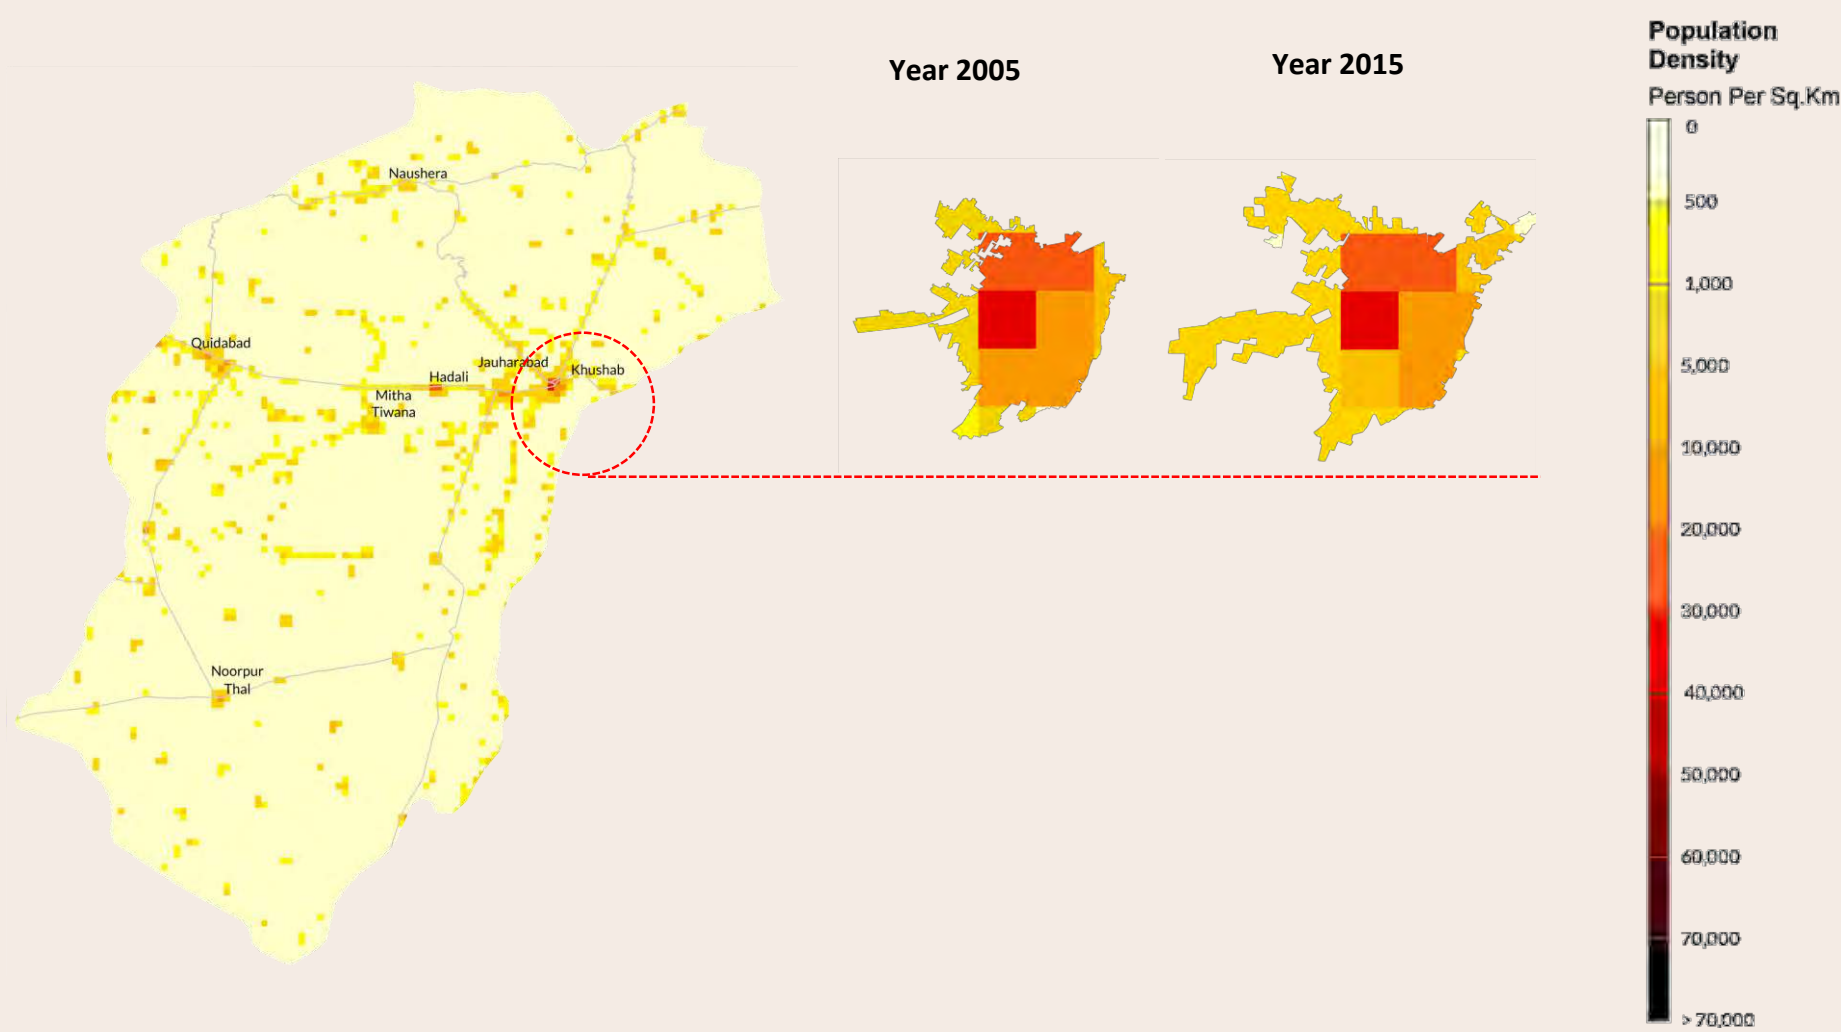 Year 2005
Year 2015
Population
Density
Person Per Sq.Km
0
500
1,000
5,000
10,000
20,000
30,000
40,000
50,000
60,000
70,000
> 70,000
Naushera
Quidabad
Jauharabad
Khushab
Hadali
Mitha
Tiwana
Noorpur
Thal